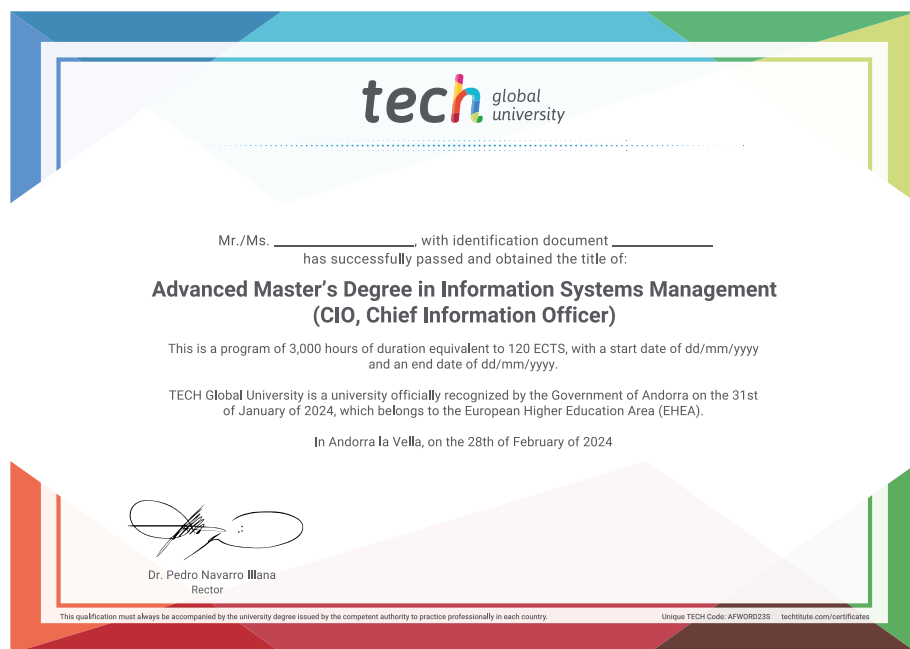 tech global
university
Mr./Ms. ______________, with identification document __________
has successfully passed and obtained the title of:
Advanced Master’s Degree in Information Systems Management
(CIO, Chief Information Officer)
This is a program of 3,000 hours of duration equivalent to 120 ECTS, with a start date of dd/mm/yyyy
and an end date of dd/mm/yyyy.
TECH Global University is a university officially recognized by the Government of Andorra on the 31st
of January of 2024, which belongs to the European Higher Education Area (EHEA).
In Andorra la Vella, on the 28th of February of 2024
Dr. Pedro Navarro Illana
Rector
This qualification must always be accompanied by the university degree issued by the competent authority to practice professionally in each country.
Unique TECH Code: AFWORD23S techtitute.com/certificates